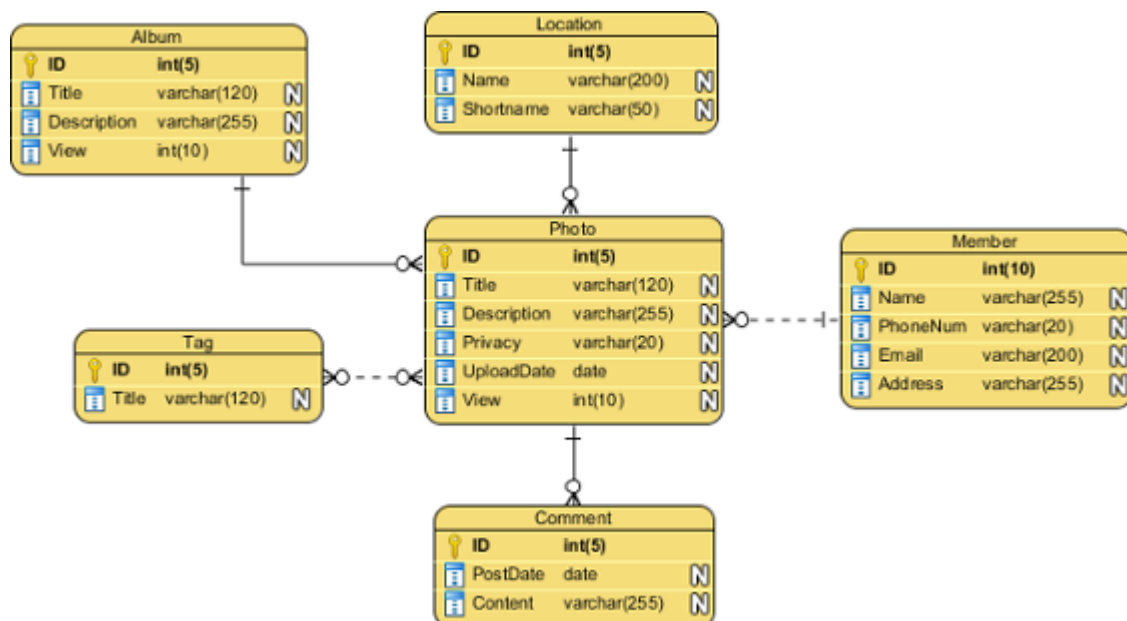 Album
ID int(5)
Title varchar(120) N
Description varchar(255) N
View int(10) N
Location
ID int(5)
Name varchar(200) N
Shortname varchar(50) N
Photo
ID int(5)
Title varchar(120) N
Description varchar(255) N
Privacy varchar(20) N
UploadDate date N
View int(10) N
Member
ID int(10)
Name varchar(255) N
PhoneNum varchar(20) N
Email varchar(200) N
Address varchar(255) N
Tag
ID int(5)
Title varchar(120) N
Comment
ID int(5)
PostDate date N
Content varchar(255) N